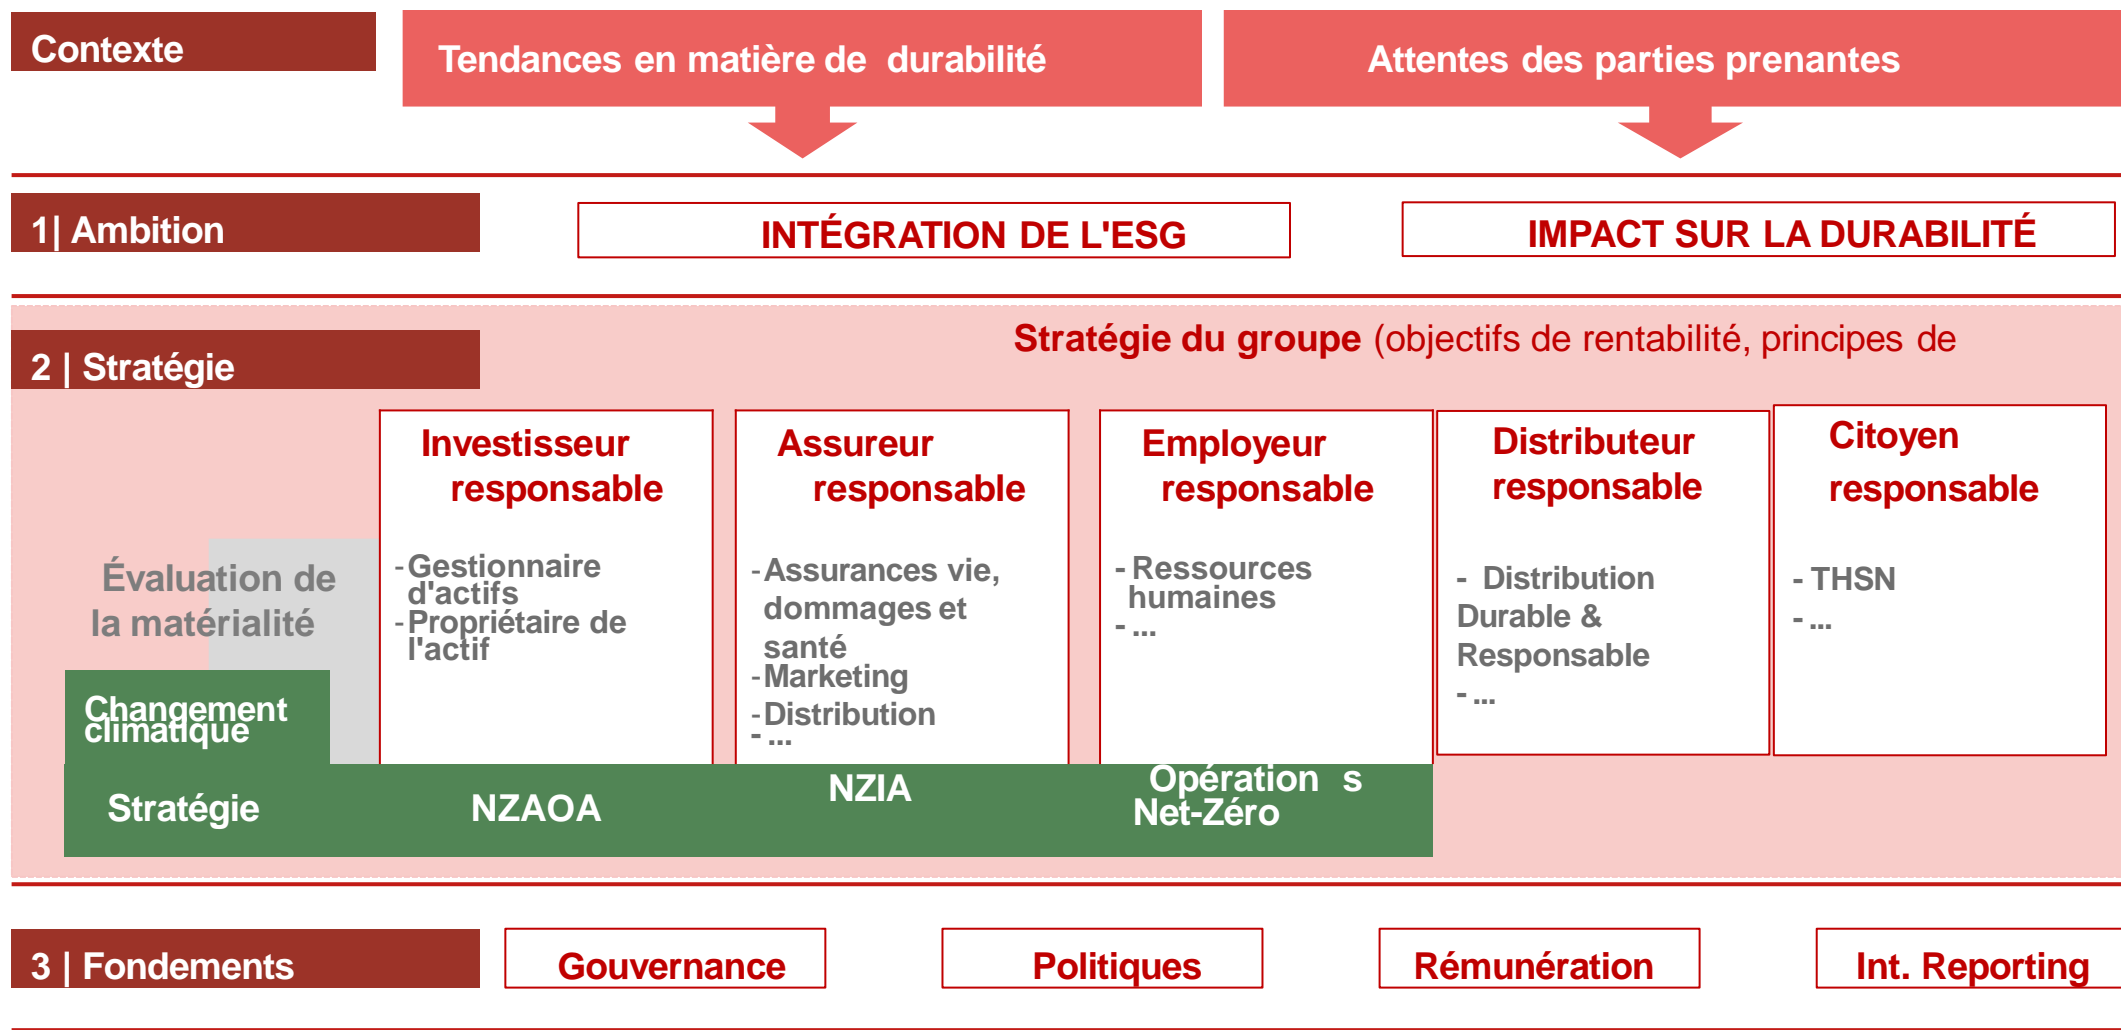 Contexte
Tendances en matière de durabilité
Attentes des parties prenantes
1| Ambition
INTÉGRATION DE L'ESG
IMPACT SUR LA DURABILITÉ
2 | Stratégie
Stratégie du groupe (objectifs de rentabilité, principes de
Évaluation de
la matérialité
Changement
climatique
Investisseur
responsable
-Gestionnaire
d'actifs
-Propriétaire de
l'actif
Assureur
responsable
-Assurances vie,
dommages et
santé
-Marketing
-Distribution
- ...
Employeur
responsable
- Ressources
humaines
- ...
Distributeur
responsable
- Distribution
Durable &
Responsable
- ...
Citoyen
responsable
- THSN
- ...
Stratégie
NZAOA
NZIA
Opération s
Net-Zéro
3 | Fondements
Gouvernance
Politiques
Rémunération
Int. Reporting